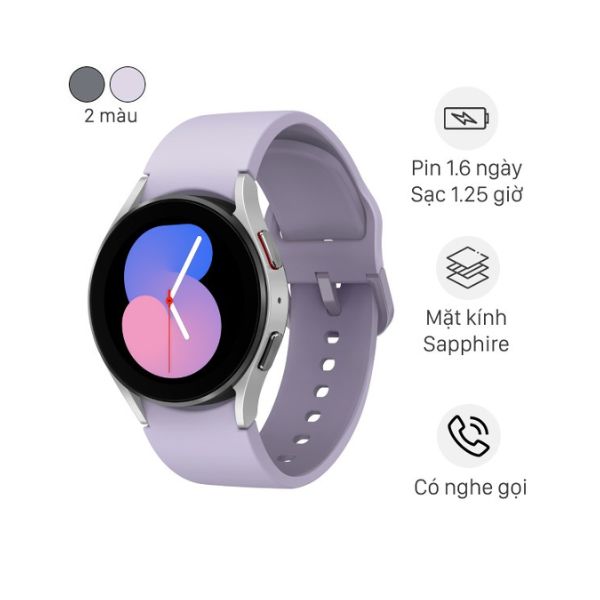 2 màu
Pin 1.6 ngày
Sạc 1.25 giờ
Mặt kính
Sapphire
Có nghe gọi